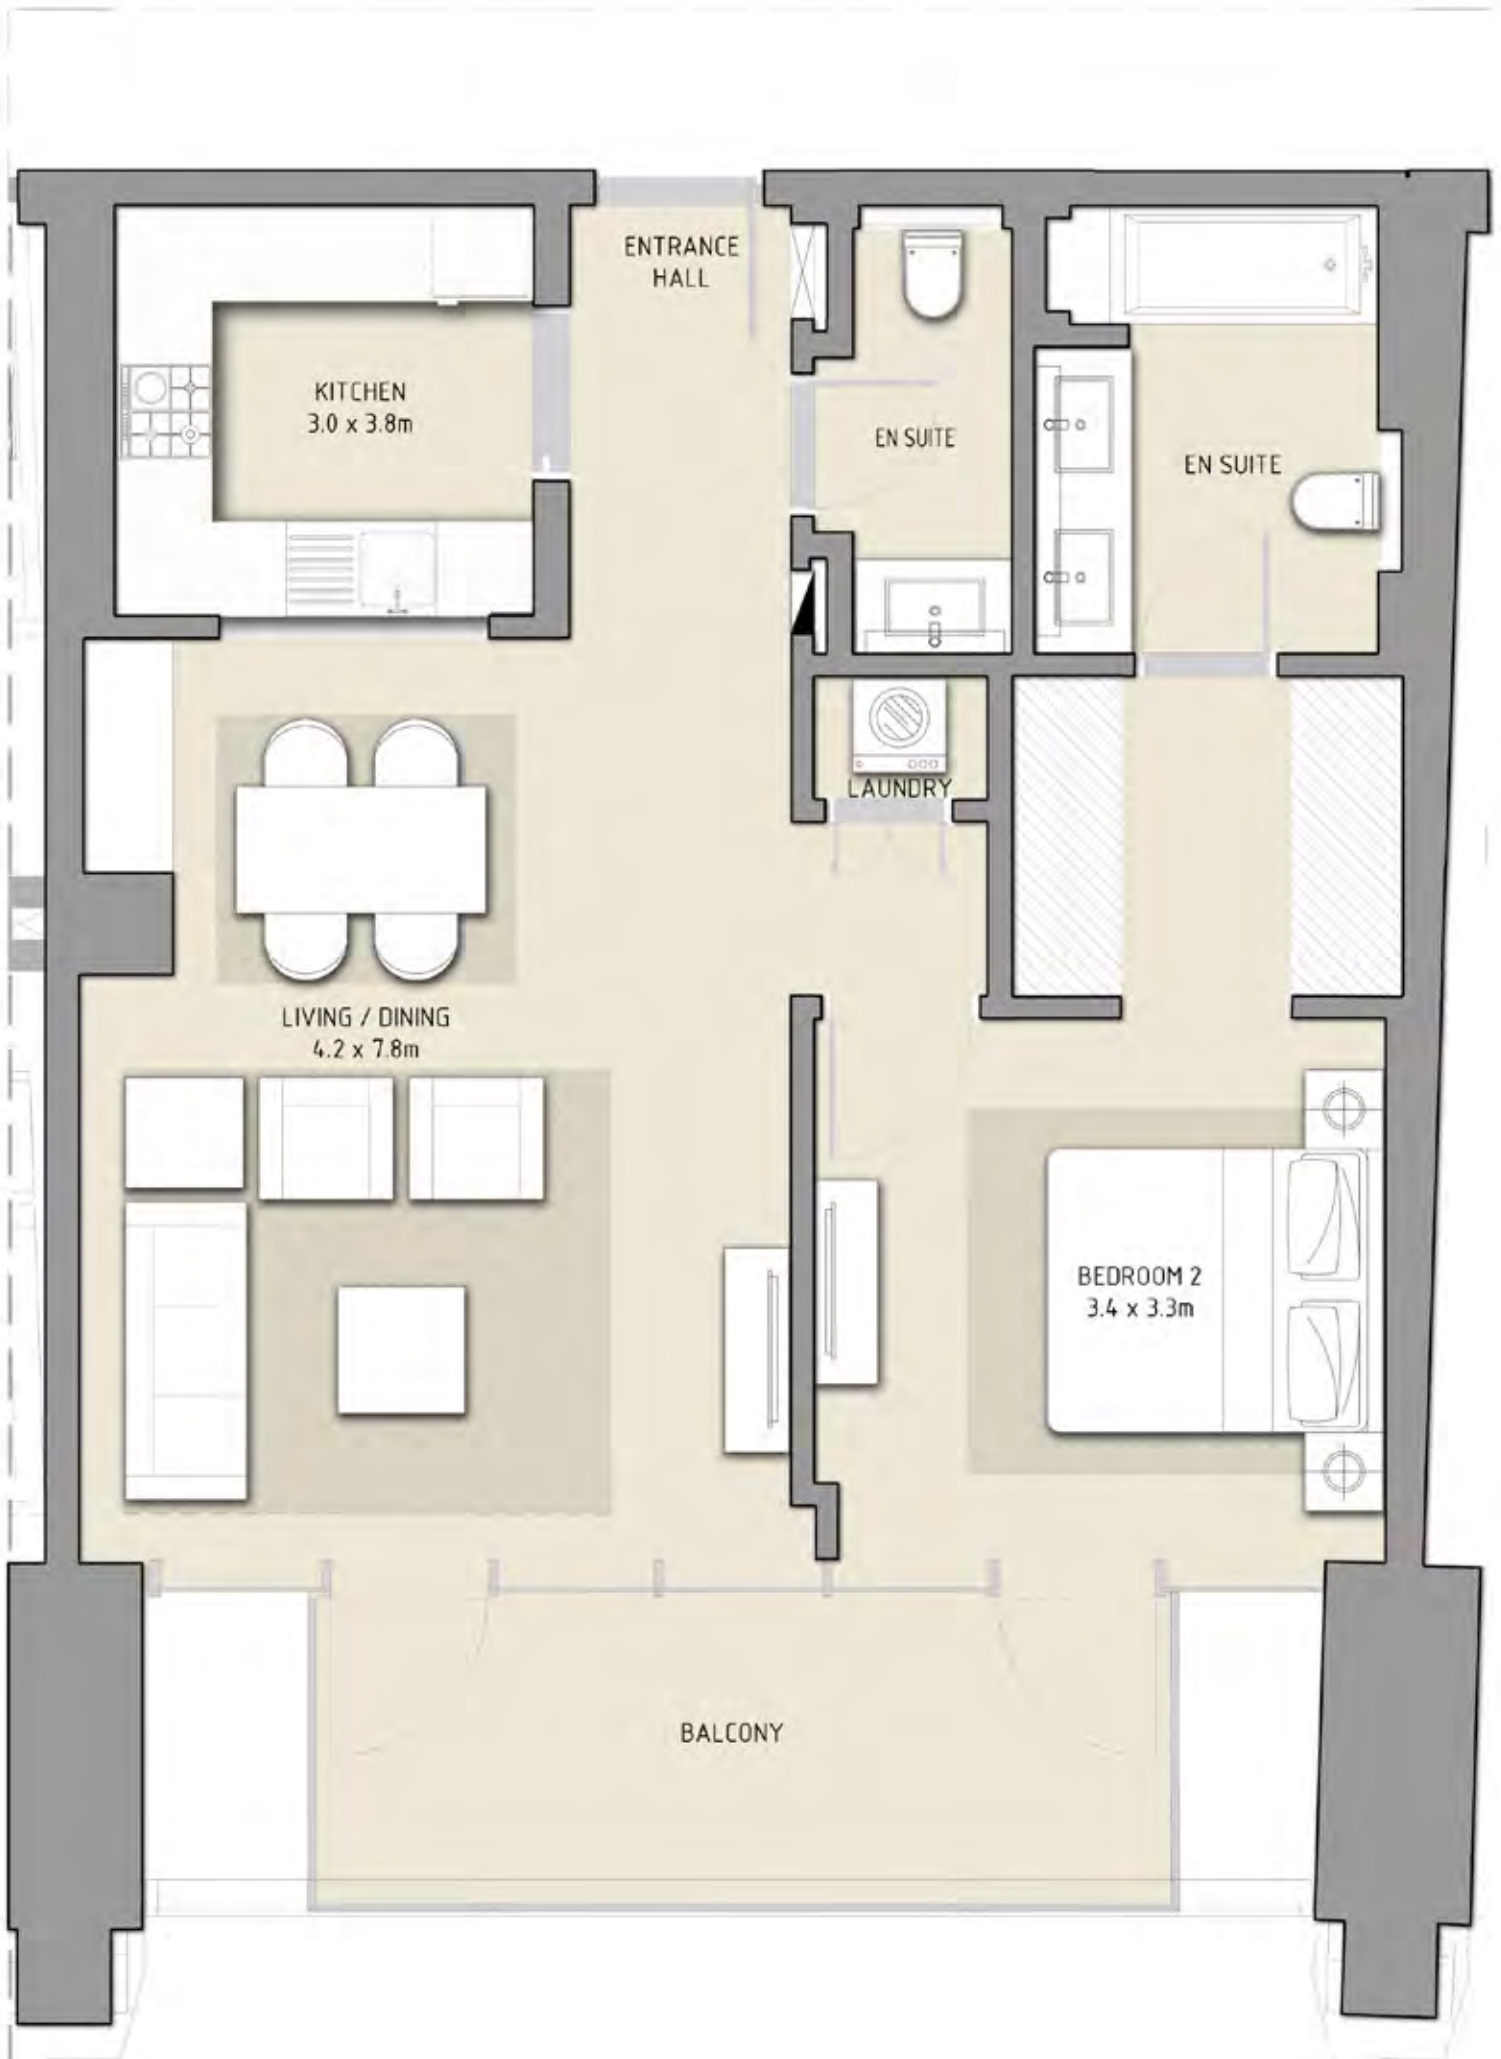 ENTRANCE
HALL
KITCHEN
3.0 x 3.8m
EN SUITE
EN SUITE
LAUNDRY
LIVING / DINING
4.2 x 7.8m
BEDROOM 2
3.4 x 3.3m
BALCONY